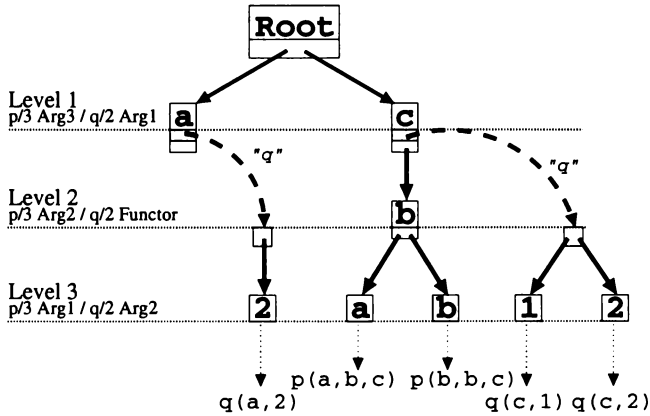 Root
Level 1
p/3 Arg3 / q/2 Arg1
a
c
"q"
"q"
Level 2
p/3 Arg2 / q/2 Functor
b
Level 3
p/3 Arg1 / q/2 Arg2
2
a
b
1
2
p(a,b,c)
p(b,b,c)
q(a,2)
q(c,1)
q(c,2)